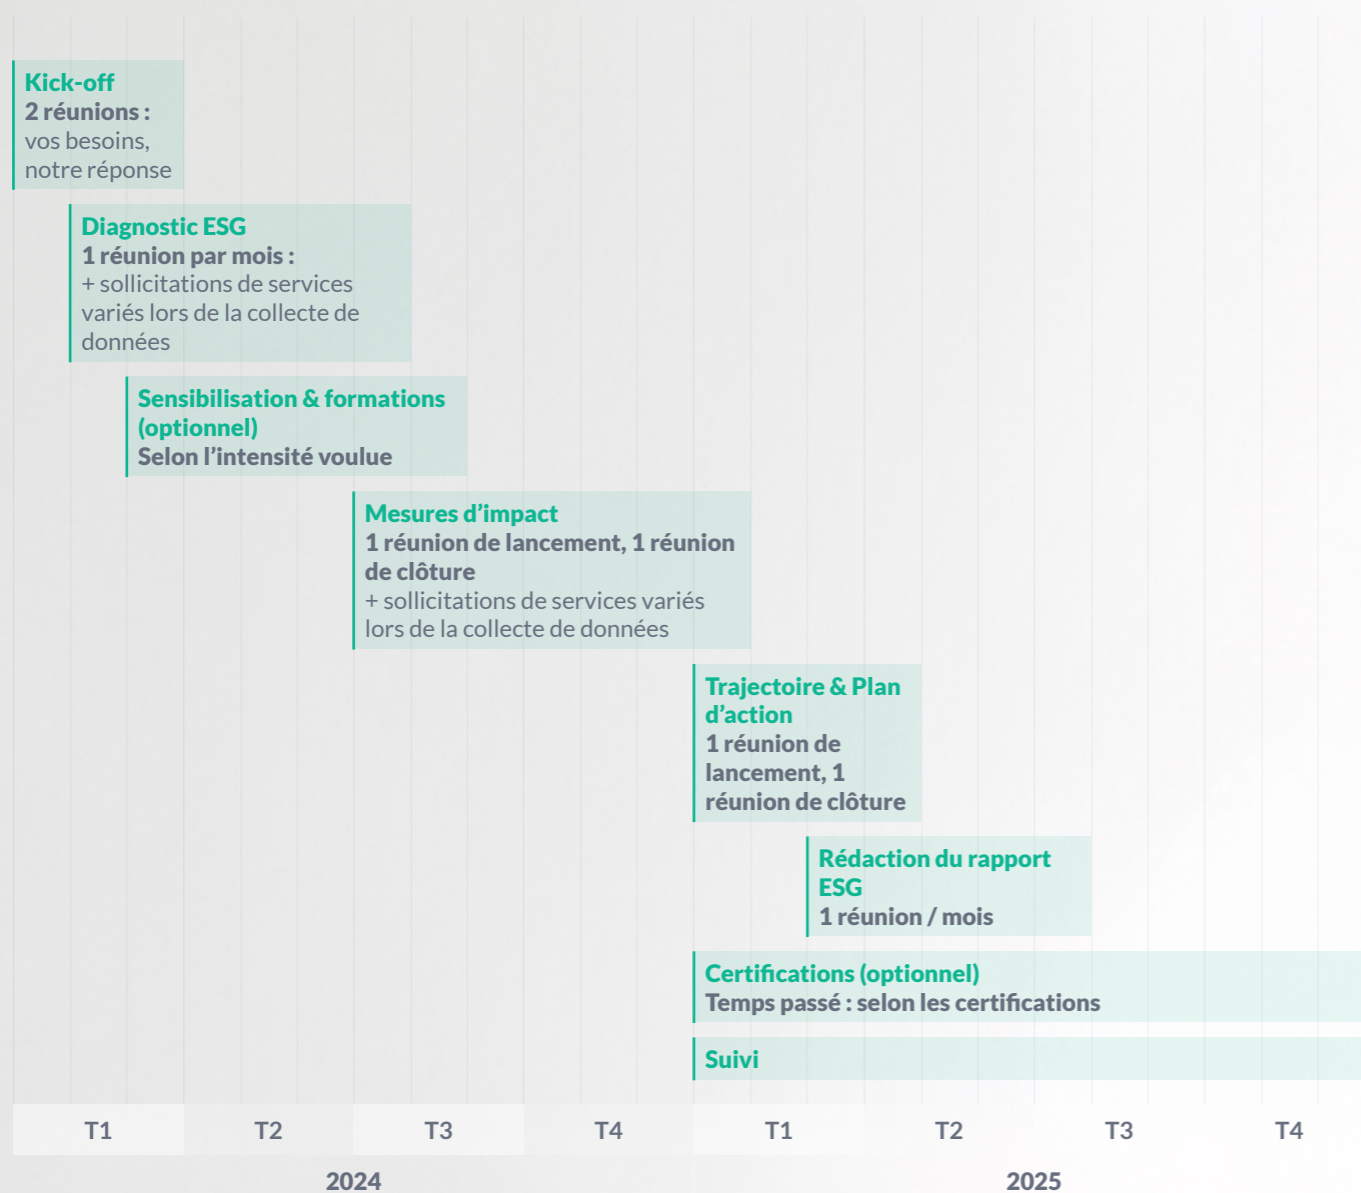 Kick-off
2 réunions :
vos besoins,
notre réponse
Diagnostic ESG
1 réunion par mois :
+ sollicitations de services
variés lors de la collecte de
données
Sensibilisation & formations
(optionnel)
Selon l’intensité voulue
Mesures d’impact
1 réunion de lancement, 1 réunion
de clôture
+ sollicitations de services variés
lors de la collecte de données
Trajectoire & Plan
d’action
1 réunion de
lancement, 1
réunion de clôture
Rédaction du rapport
ESG
1 réunion / mois
Certifications (optionnel)
Temps passé : selon les certifications
Suivi
T1 T2 T3 T4 T1 T2 T3 T4
2024 2025